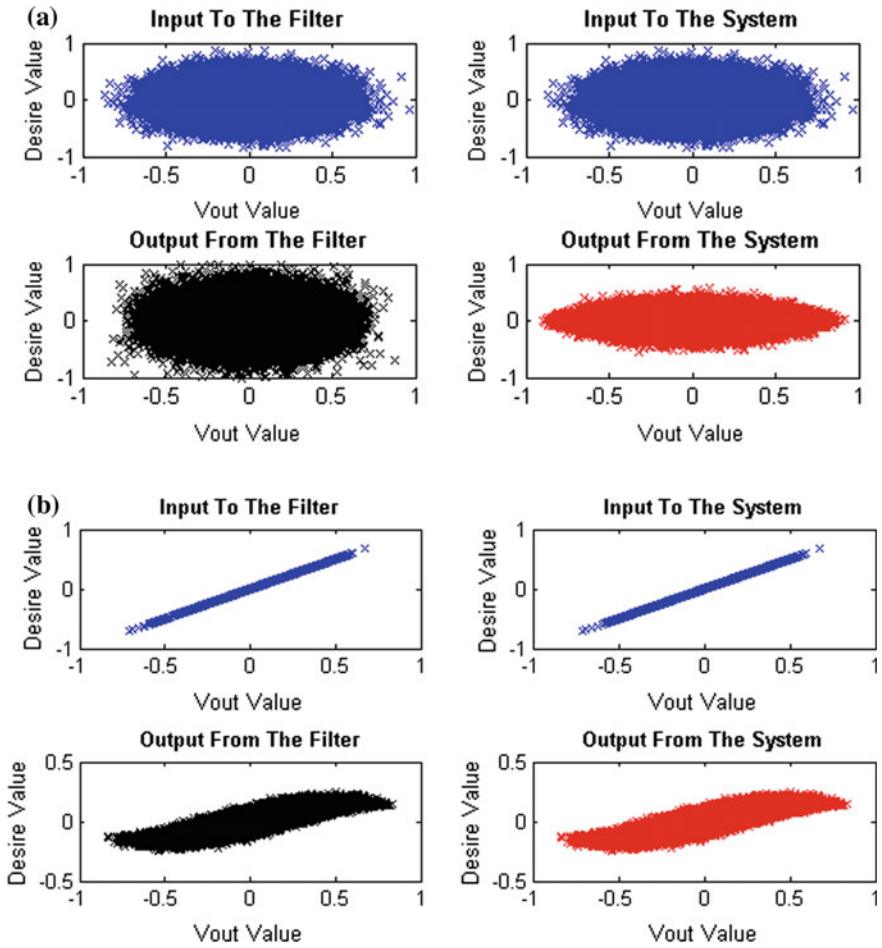 (a)
Input To The Filter
Input To The System
Desire Value
1
0
-1
-1
-0.5
0
0.5
1
Vout Value
Desire Value
1
0
-1
-1
-0.5
0
0.5
1
Vout Value
Output From The Filter
Output From The System
Desire Value
1
0
-1
-1
-0.5
0
0.5
1
Vout Value
Desire Value
1
0
-1
-1
-0.5
0
0.5
1
Vout Value
(b)
Input To The Filter
Input To The System
Desire Value
1
0
-1
-1
-0.5
0
0.5
1
Vout Value
Desire Value
1
0
-1
-1
-0.5
0
0.5
1
Vout Value
Output From The Filter
Output From The System
Desire Value
0.5
0
-0.5
-1
-0.5
0
0.5
1
Vout Value
Desire Value
0.5
0
-0.5
-1
-0.5
0
0.5
1
Vout Value